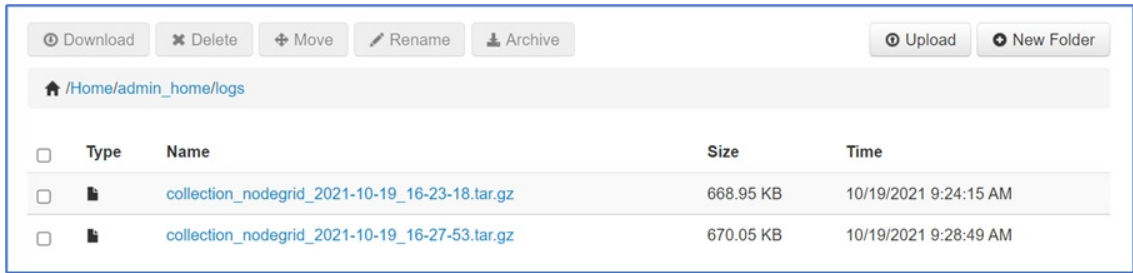 Download Delete Move Rename Archive Upload New Folder
/Home/admin_home/logs
Type Name Size Time
collection_nodegrid_2021-10-19_16-23-18.tar.gz 668.95 KB 10/19/2021 9:24:15 AM
collection_nodegrid_2021-10-19_16-27-53.tar.gz 670.05 KB 10/19/2021 9:28:49 AM